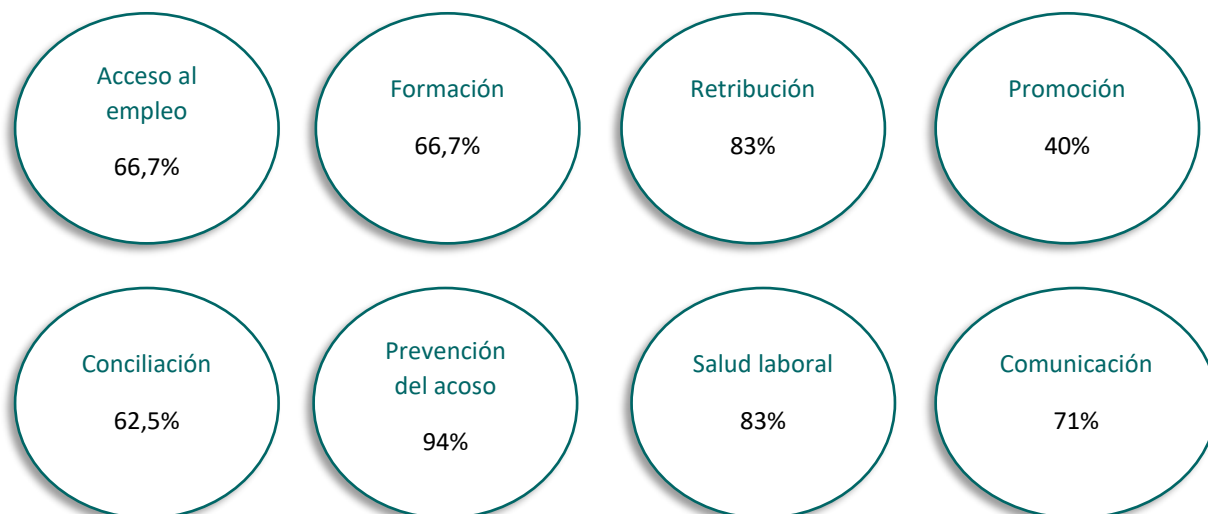 Acceso al
empleo
66,7%
Formación
66,7%
Retribución
83%
Promoción
40%
Conciliación
62,5%
Prevención
del acoso
94%
Salud laboral
83%
Comunicación
71%